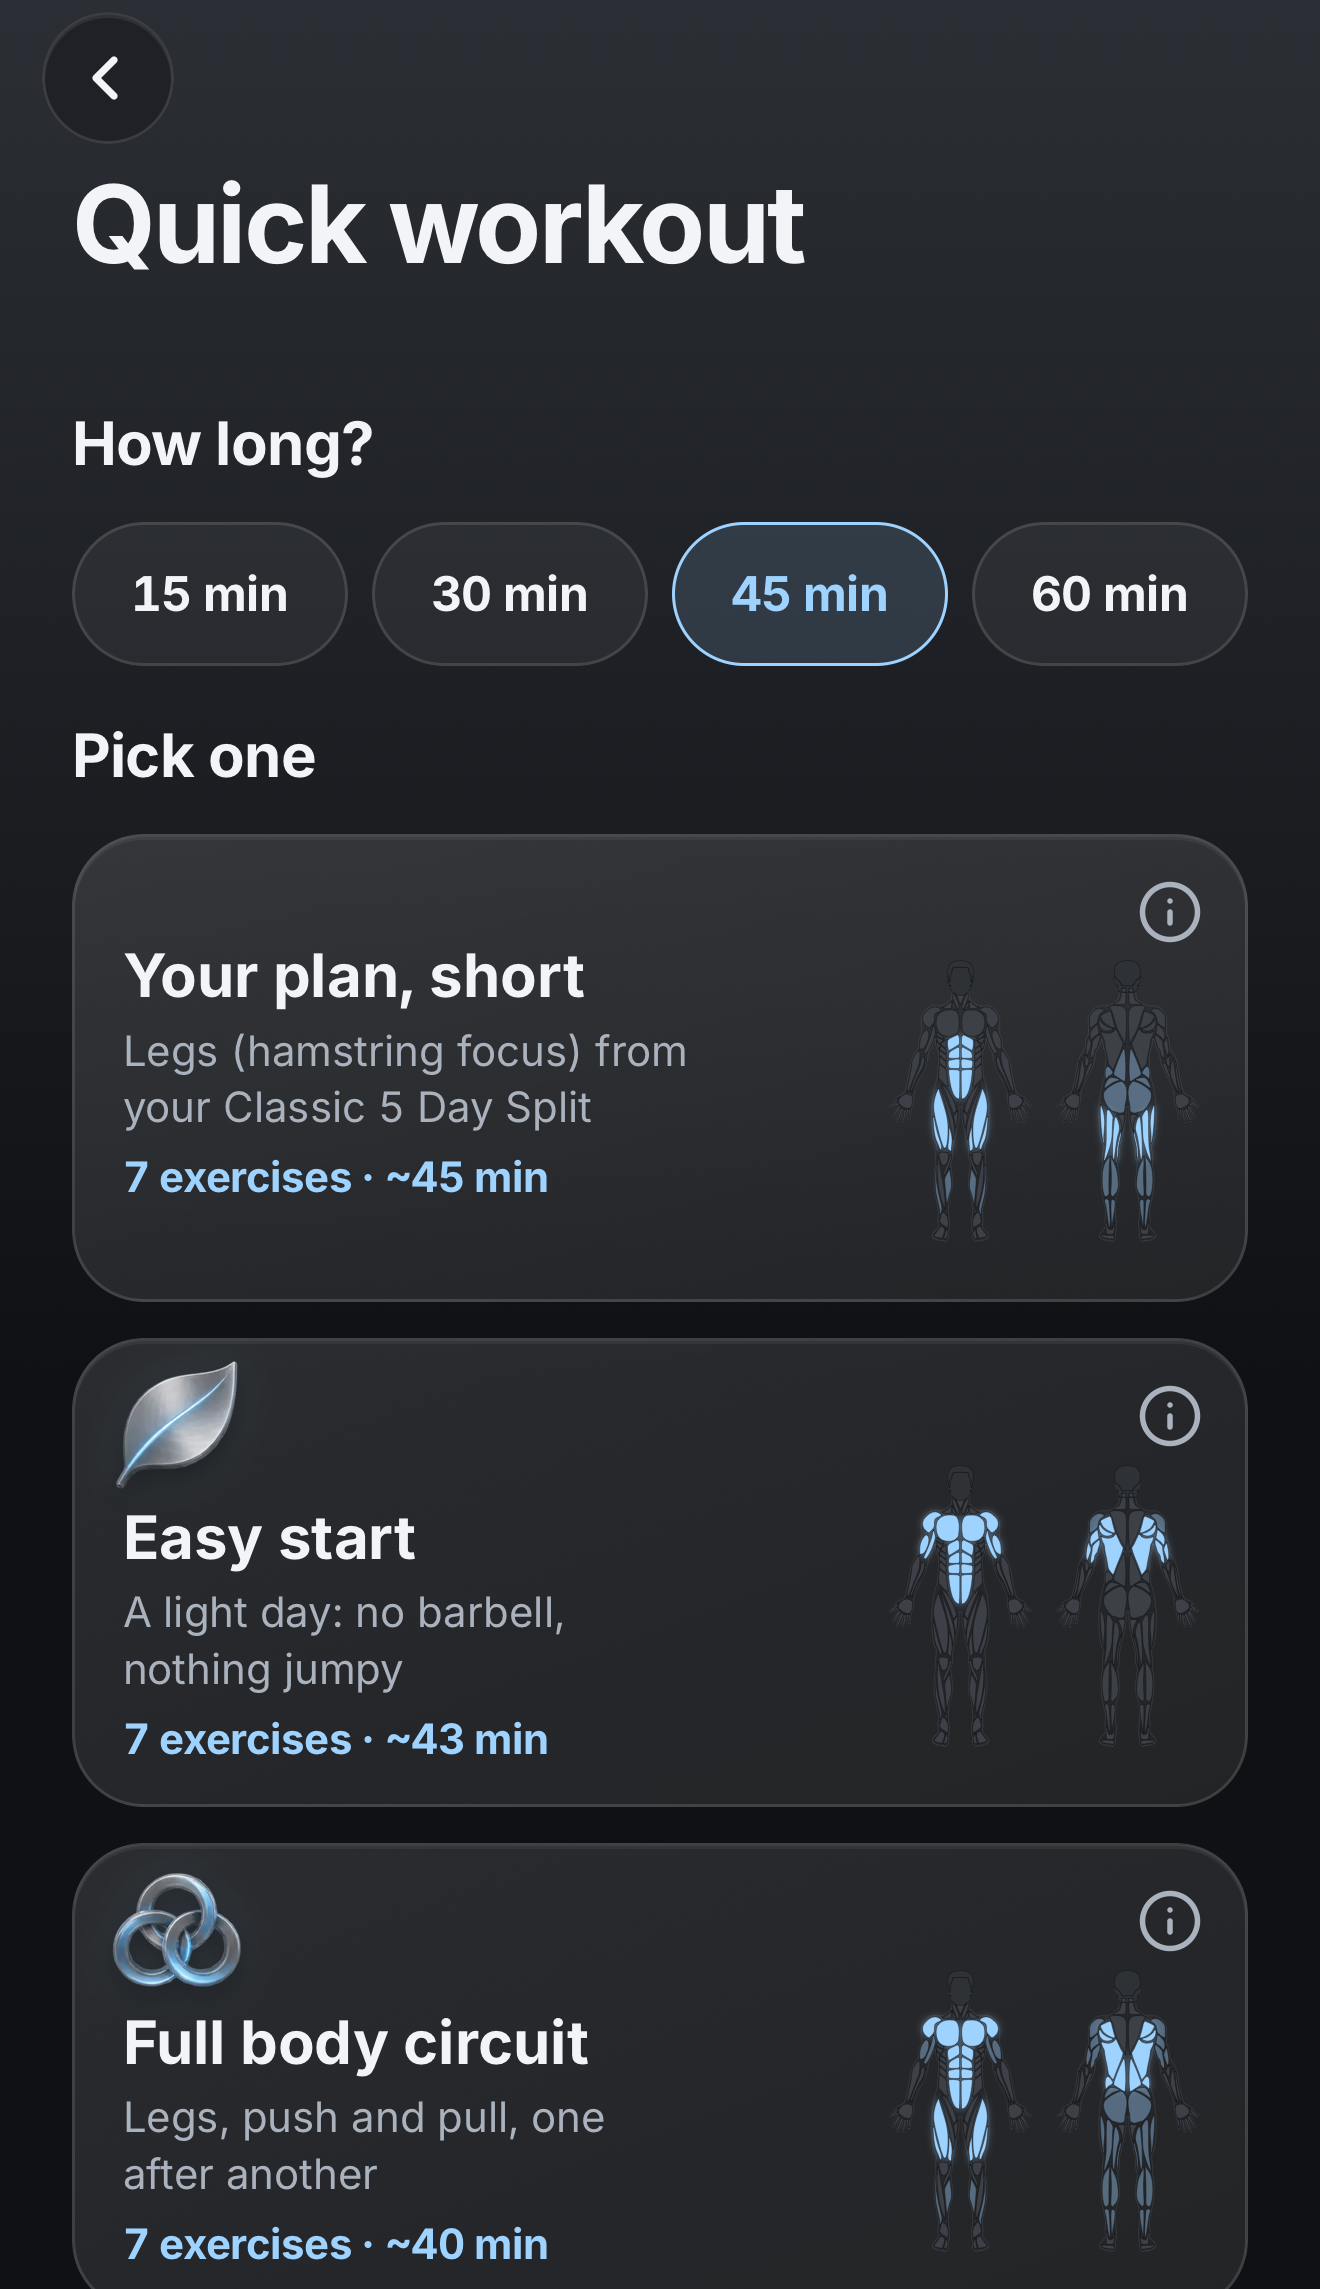 Quick workout
How long?
15 min 30 min 45 min 60 min
Pick one
Your plan, short
Legs (hamstring focus) from
your Classic 5 Day Split
7 exercises · ~45 min
Easy start
A light day: no barbell,
nothing jumpy
7 exercises · ~43 min
Full body circuit
Legs, push and pull, one
after another
7 exercises · ~40 min